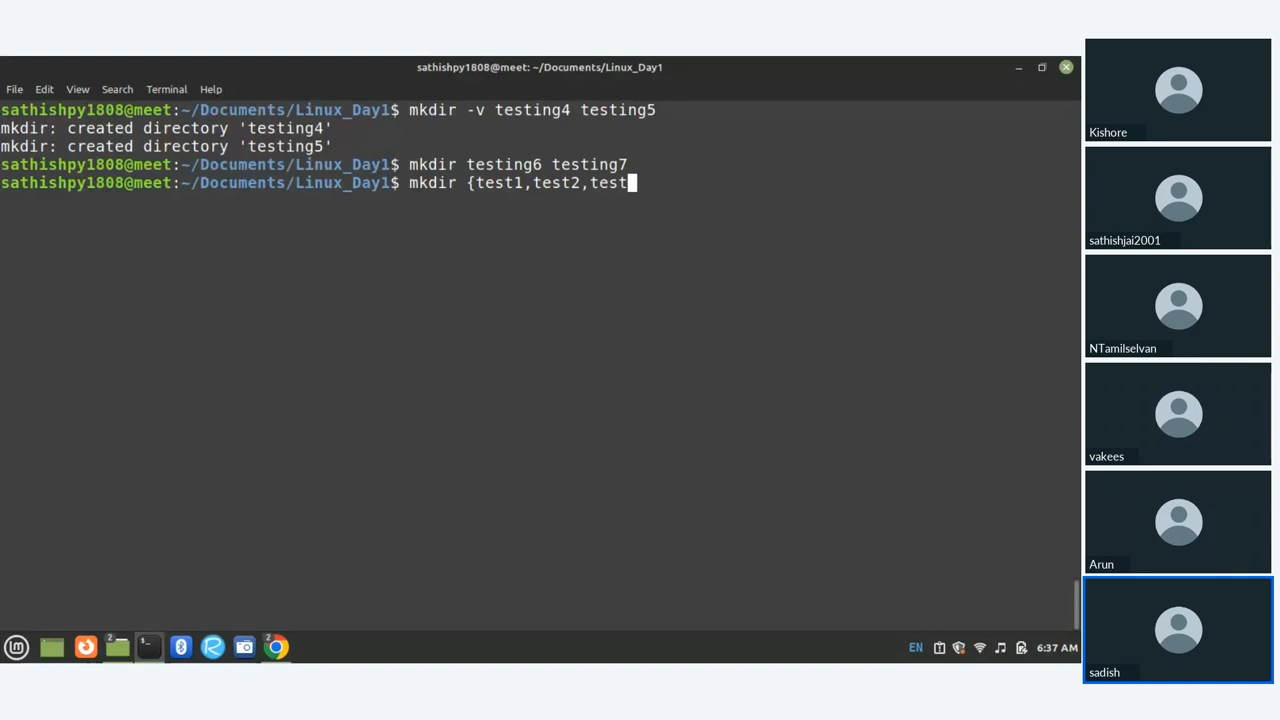 sathishpy1808@meet: ~/Documents/Linux_Day1
File Edit View Search Terminal Help
sathishpy1808@meet:~/Documents/Linux_Day1$ mkdir -v testing4 testing5
mkdir: created directory 'testing4'
mkdir: created directory 'testing5'
sathishpy1808@meet:~/Documents/Linux_Day1$ mkdir testing6 testing7
sathishpy1808@meet:~/Documents/Linux_Day1$ mkdir {test1,test2,test
Kishore
sathishjai2001
NTamilselvan
vakees
Arun
sadish
2
2
EN
6:37 AM